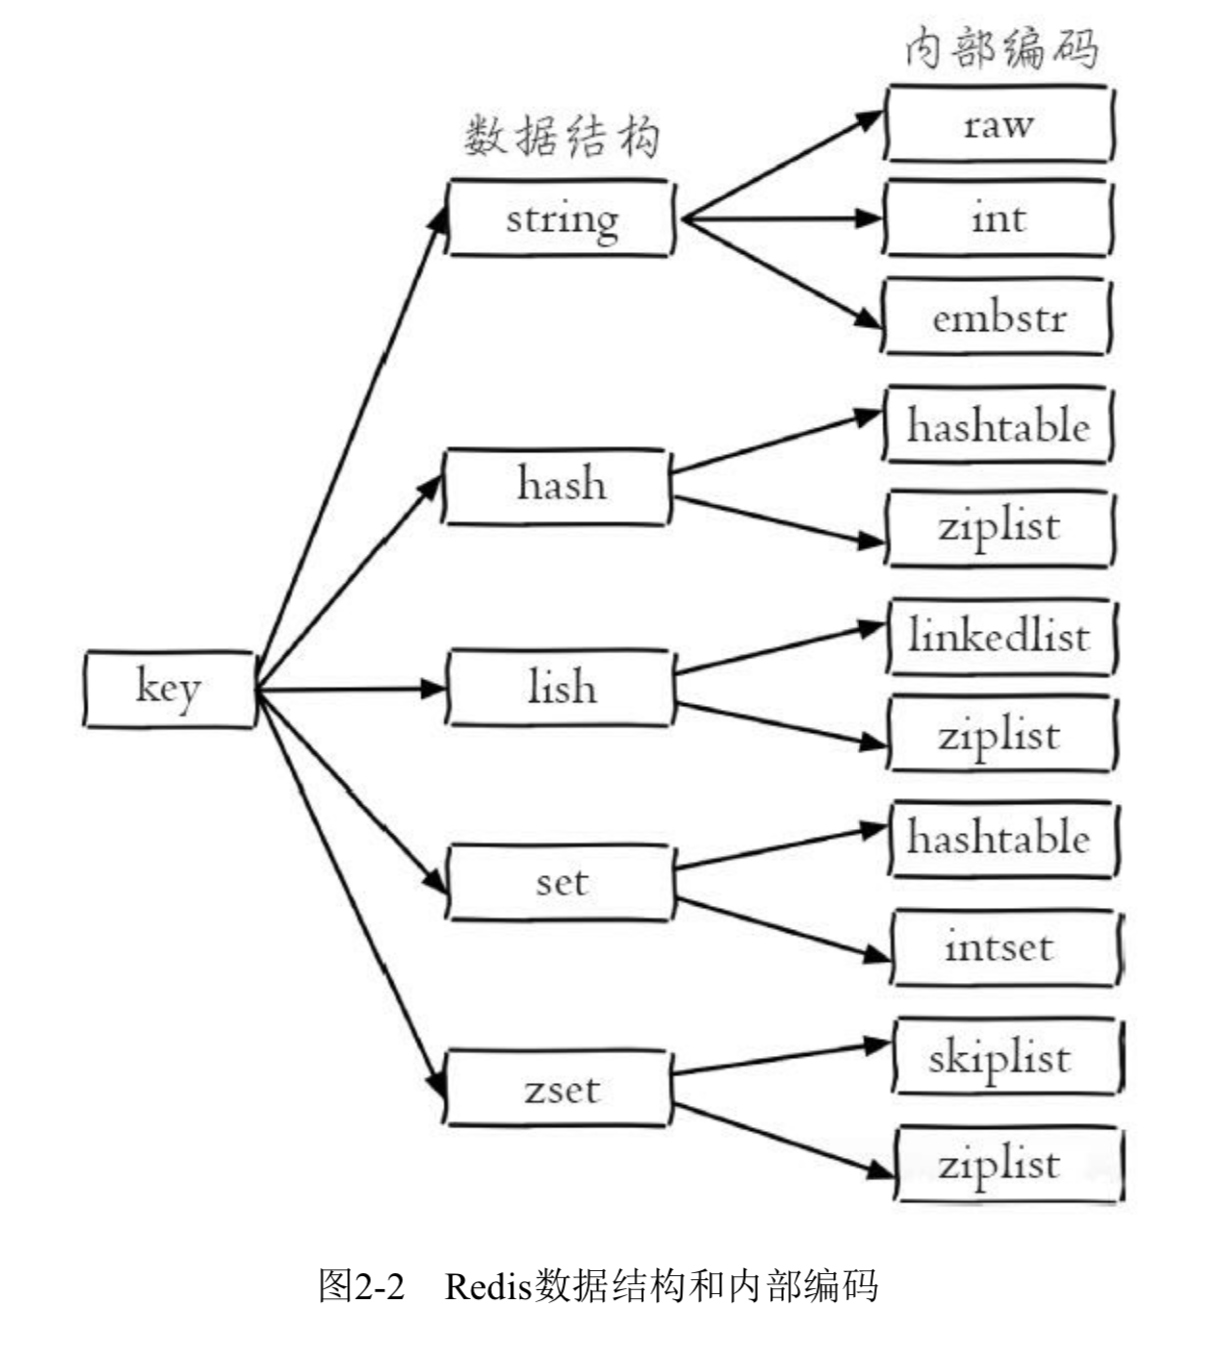 内部编码
raw
数据结构
string
int
embstr
hashtable
hash
ziplist
linkedlist
key
lish
ziplist
hashtable
set
intset
skiplist
zset
ziplist
图2-2 Redis数据结构和内部编码